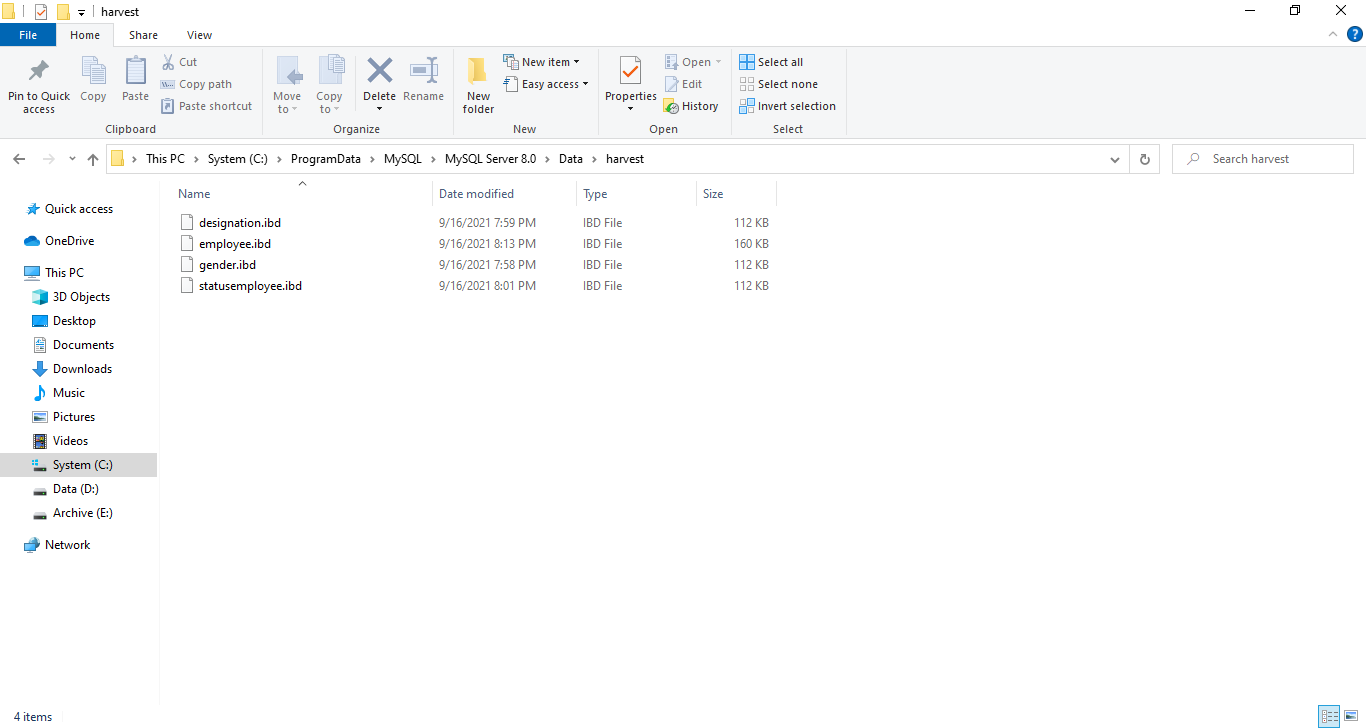 harvest
File Home Share View
Pin to Quick access
Copy
Paste
Cut
Copy path
Paste shortcut
Clipboard
Move to
Copy to
Delete
Rename
Organize
New folder
New item
Easy access
New
Properties
Open
Edit
History
Open
Select all
Select none
Invert selection
Select
This PC > System (C:) > ProgramData > MySQL > MySQL Server 8.0 > Data > harvest
Search harvest
Quick access
OneDrive
This PC
3D Objects
Desktop
Documents
Downloads
Music
Pictures
Videos
System (C:)
Data (D:)
Archive (E:)
Network
Name Date modified Type Size
designation.ibd 9/16/2021 7:59 PM IBD File 112 KB
employee.ibd 9/16/2021 8:13 PM IBD File 160 KB
gender.ibd 9/16/2021 7:58 PM IBD File 112 KB
statusemployee.ibd 9/16/2021 8:01 PM IBD File 112 KB
4 items